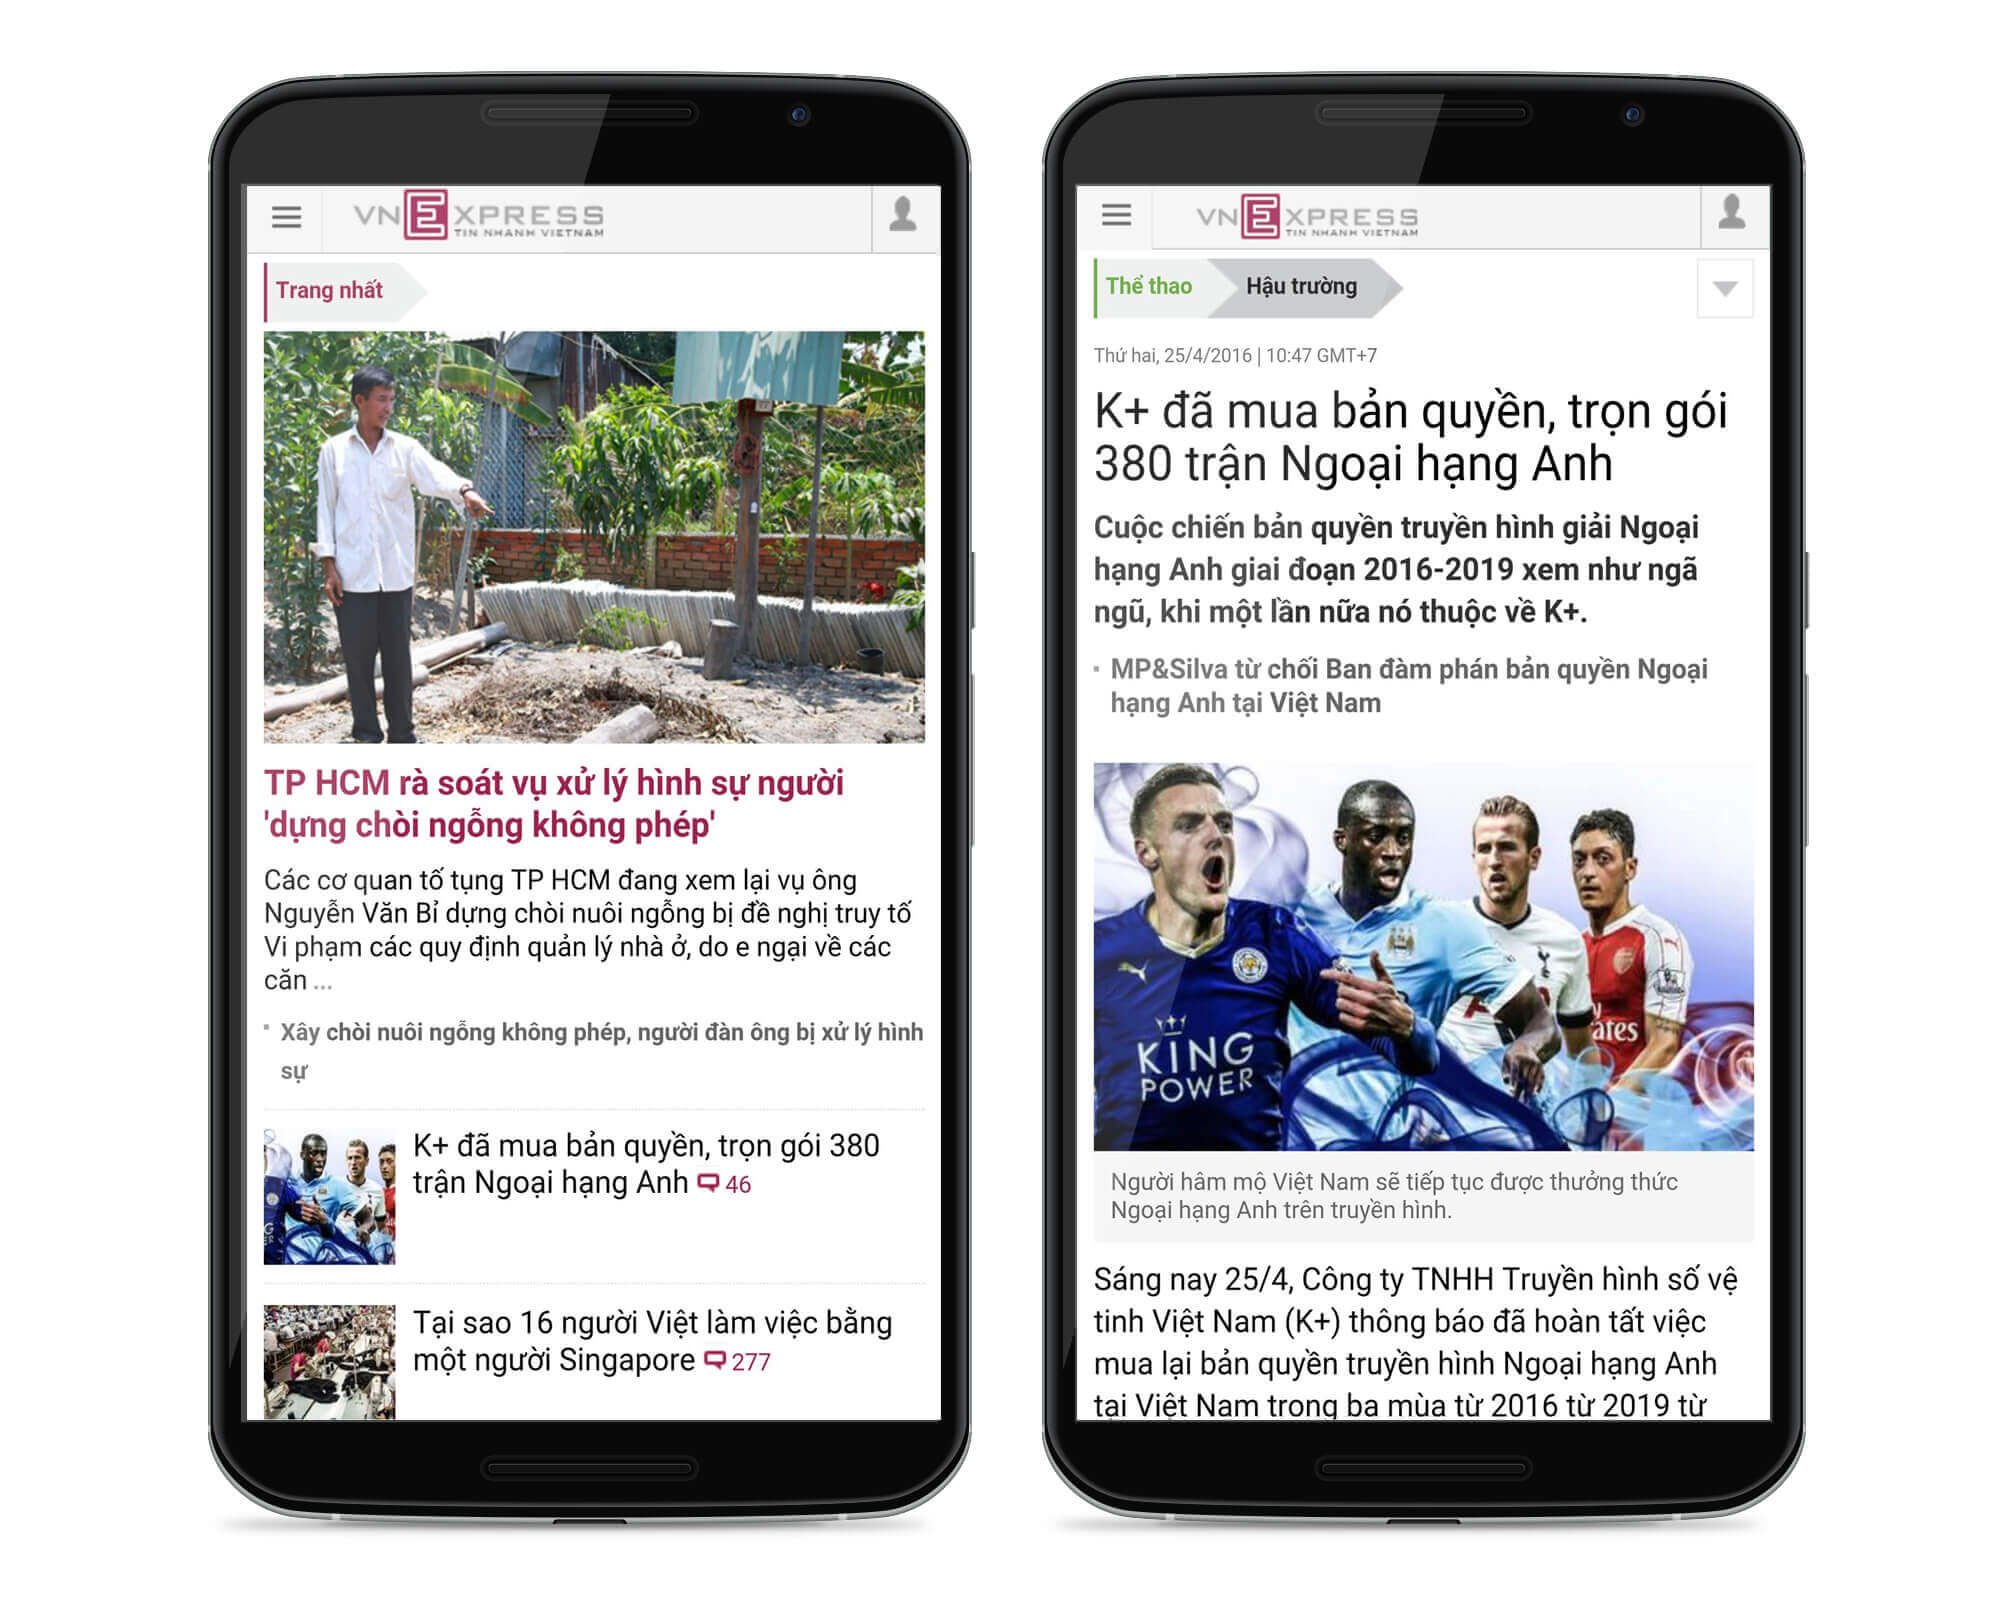 VNEXPRESS
TIN NHANH VIETNAM
Trang nhất
TP HCM rà soát vụ xử lý hình sự người
'dựng chòi ngỗng không phép'
Các cơ quan tố tụng TP HCM đang xem lại vụ ông
Nguyễn Văn Bỉ dựng chòi nuôi ngỗng bị đề nghị truy tố
Vi phạm các quy định quản lý nhà ở, do e ngại về các
căn ...
Xây chòi nuôi ngỗng không phép, người đàn ông bị xử lý hình
sự
K+ đã mua bản quyền, trọn gói 380
trận Ngoại hạng Anh 46
Tại sao 16 người Việt làm việc bằng
một người Singapore 277
VNEXPRESS
TIN NHANH VIETNAM
Thể thao Hậu trường
Thứ hai, 25/4/2016 | 10:47 GMT+7
K+ đã mua bản quyền, trọn gói
380 trận Ngoại hạng Anh
Cuộc chiến bản quyền truyền hình giải Ngoại
hạng Anh giai đoạn 2016-2019 xem như ngã
ngũ, khi một lần nữa nó thuộc về K+.
MP&Silva từ chối Ban đàm phán bản quyền Ngoại
hạng Anh tại Việt Nam
KING
POWER
Người hâm mộ Việt Nam sẽ tiếp tục được thưởng thức
Ngoại hạng Anh trên truyền hình.
Sáng nay 25/4, Công ty TNHH Truyền hình số vệ
tinh Việt Nam (K+) thông báo đã hoàn tất việc
mua lại bản quyền truyền hình Ngoại hạng Anh
tại Việt Nam trong ba mùa từ 2016 từ 2019 từ